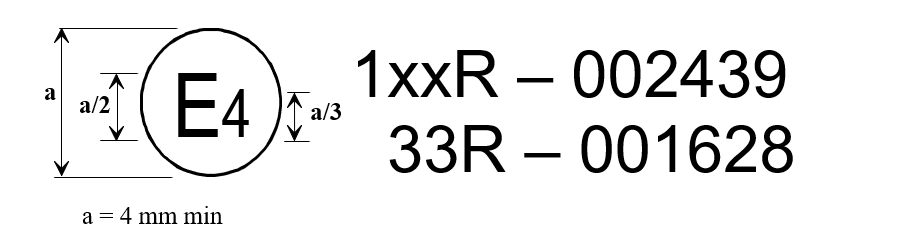 a
a/2
E4
a/3
1xxR – 002439
33R – 001628
a = 4 mm min